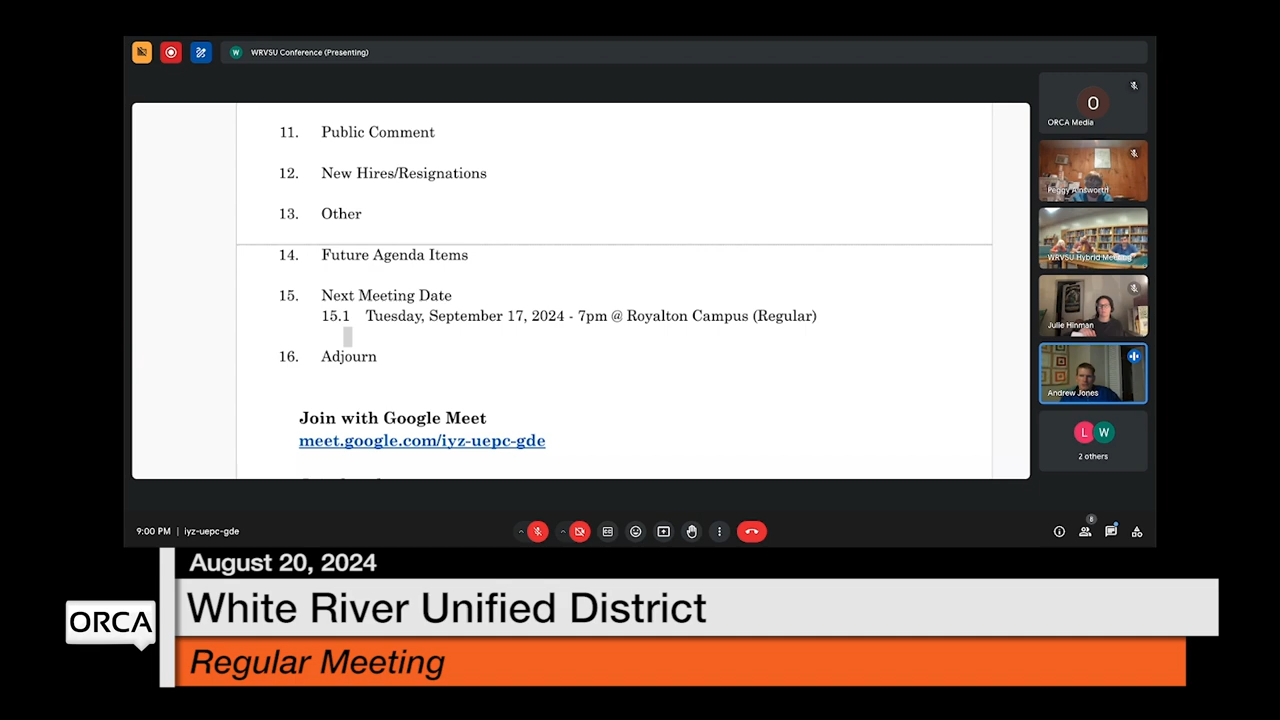 W WRVSU Conference (Presenting)
11. Public Comment
12. New Hires/Resignations
13. Other
14. Future Agenda Items
15. Next Meeting Date
15.1 Tuesday, September 17, 2024 - 7pm @ Royalton Campus (Regular)
16. Adjourn
Join with Google Meet
meet.google.com/iyz-uepc-gde
O
ORCA Media
Peggy Ainsworth
WRVSU Hybrid Meeting
Julie Hinman
Andrew Jones
L W
2 others
9:00 PM | iyz-uepc-gde
8
August 20, 2024
White River Unified District
ORCA
Regular Meeting